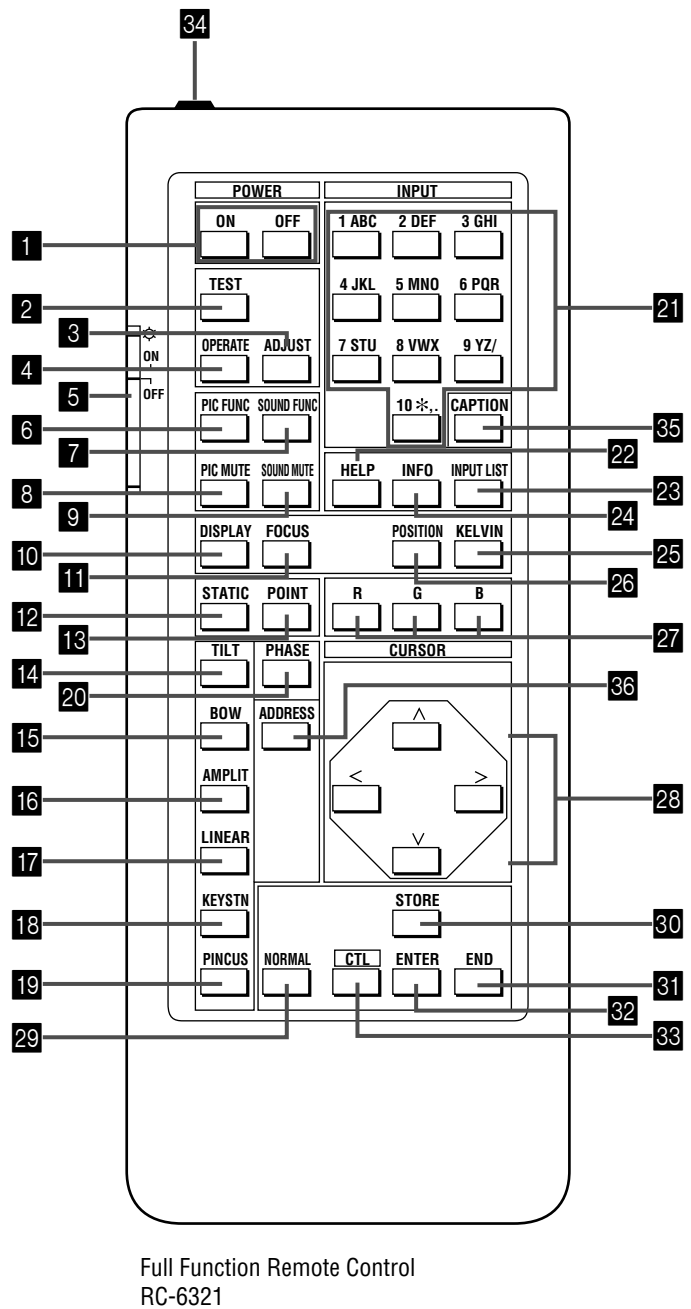 34
POWER INPUT
ON OFF 1 ABC 2 DEF 3 GHI
1
TEST 4 JKL 5 MNO 6 PQR
2 21
3
OPERATE ADJUST 7 STU 8 VWX 9 YZ/
ON
4
5 OFF
PIC FUNC SOUND FUNC 10 ✻,. CAPTION
6 35
7 22
PIC MUTE SOUND MUTE HELP INFO INPUT LIST
8 23
9 24
DISPLAY FOCUS POSITION KELVIN
10 25
11 26
STATIC POINT R G B
12
13 27
TILT PHASE CURSOR
14
20 36
BOW ADDRESS ^
15
AMPLIT < >
16 28
LINEAR v
17
KEYSTN STORE
18 30
PINCUS NORMAL CTL ENTER END
19 31
32
29 33
Full Function Remote Control
RC-6321